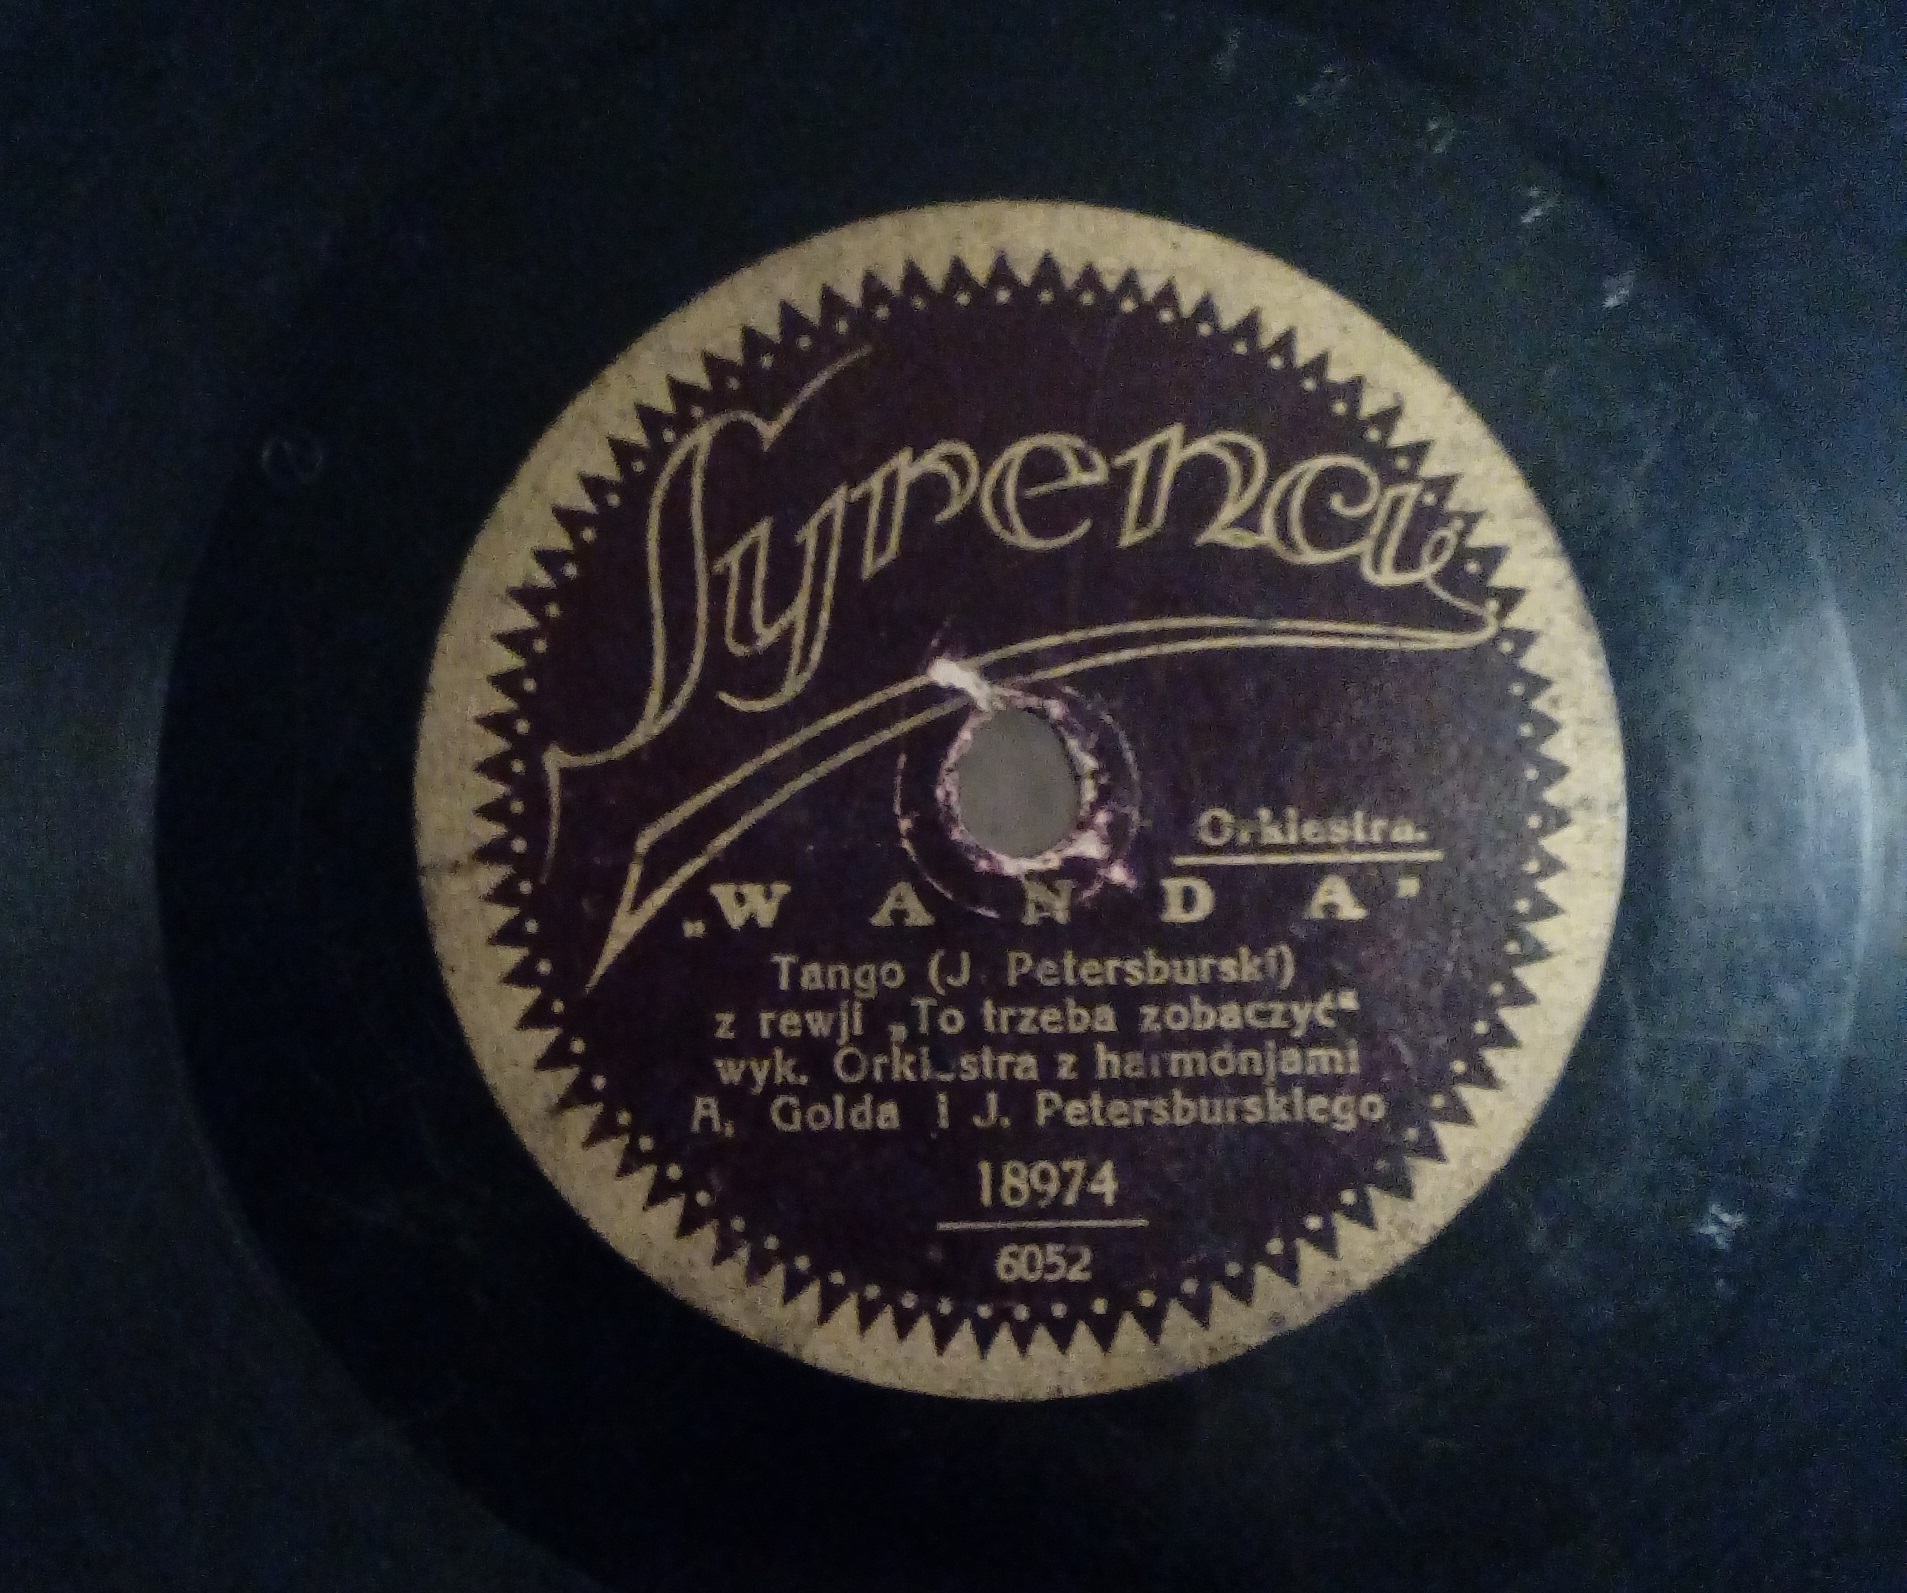 Syrena
Orkiestra.
„W A N D A"
Tango (J. Petersburski)
z rewji „To trzeba zobaczyć“
wyk. Orkiestra z harmonjami
A. Golda i J. Petersburskiego
18974
6052